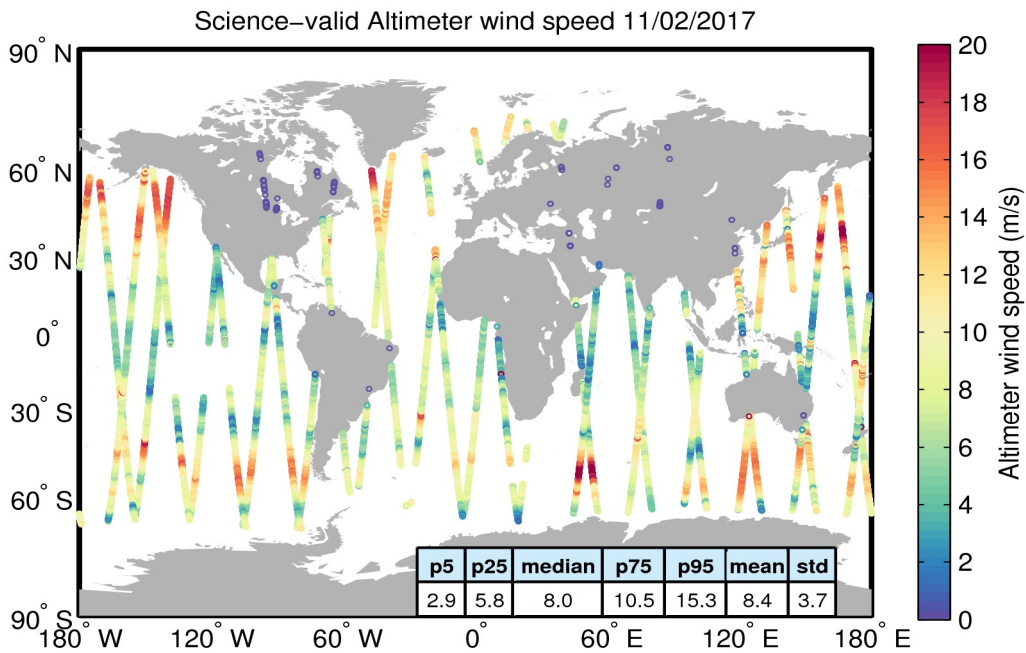 Science−valid Altimeter wind speed 11/02/2017
90° N
60° N
30° N
0°
30° S
60° S
90° S
180° W
120° W
60° W
0°
60° E
120° E
180° E
p5 p25 median p75 p95 mean std
2.9 5.8 8.0 10.5 15.3 8.4 3.7
20
18
16
14
12
10
8
6
4
2
0
Altimeter wind speed (m/s)